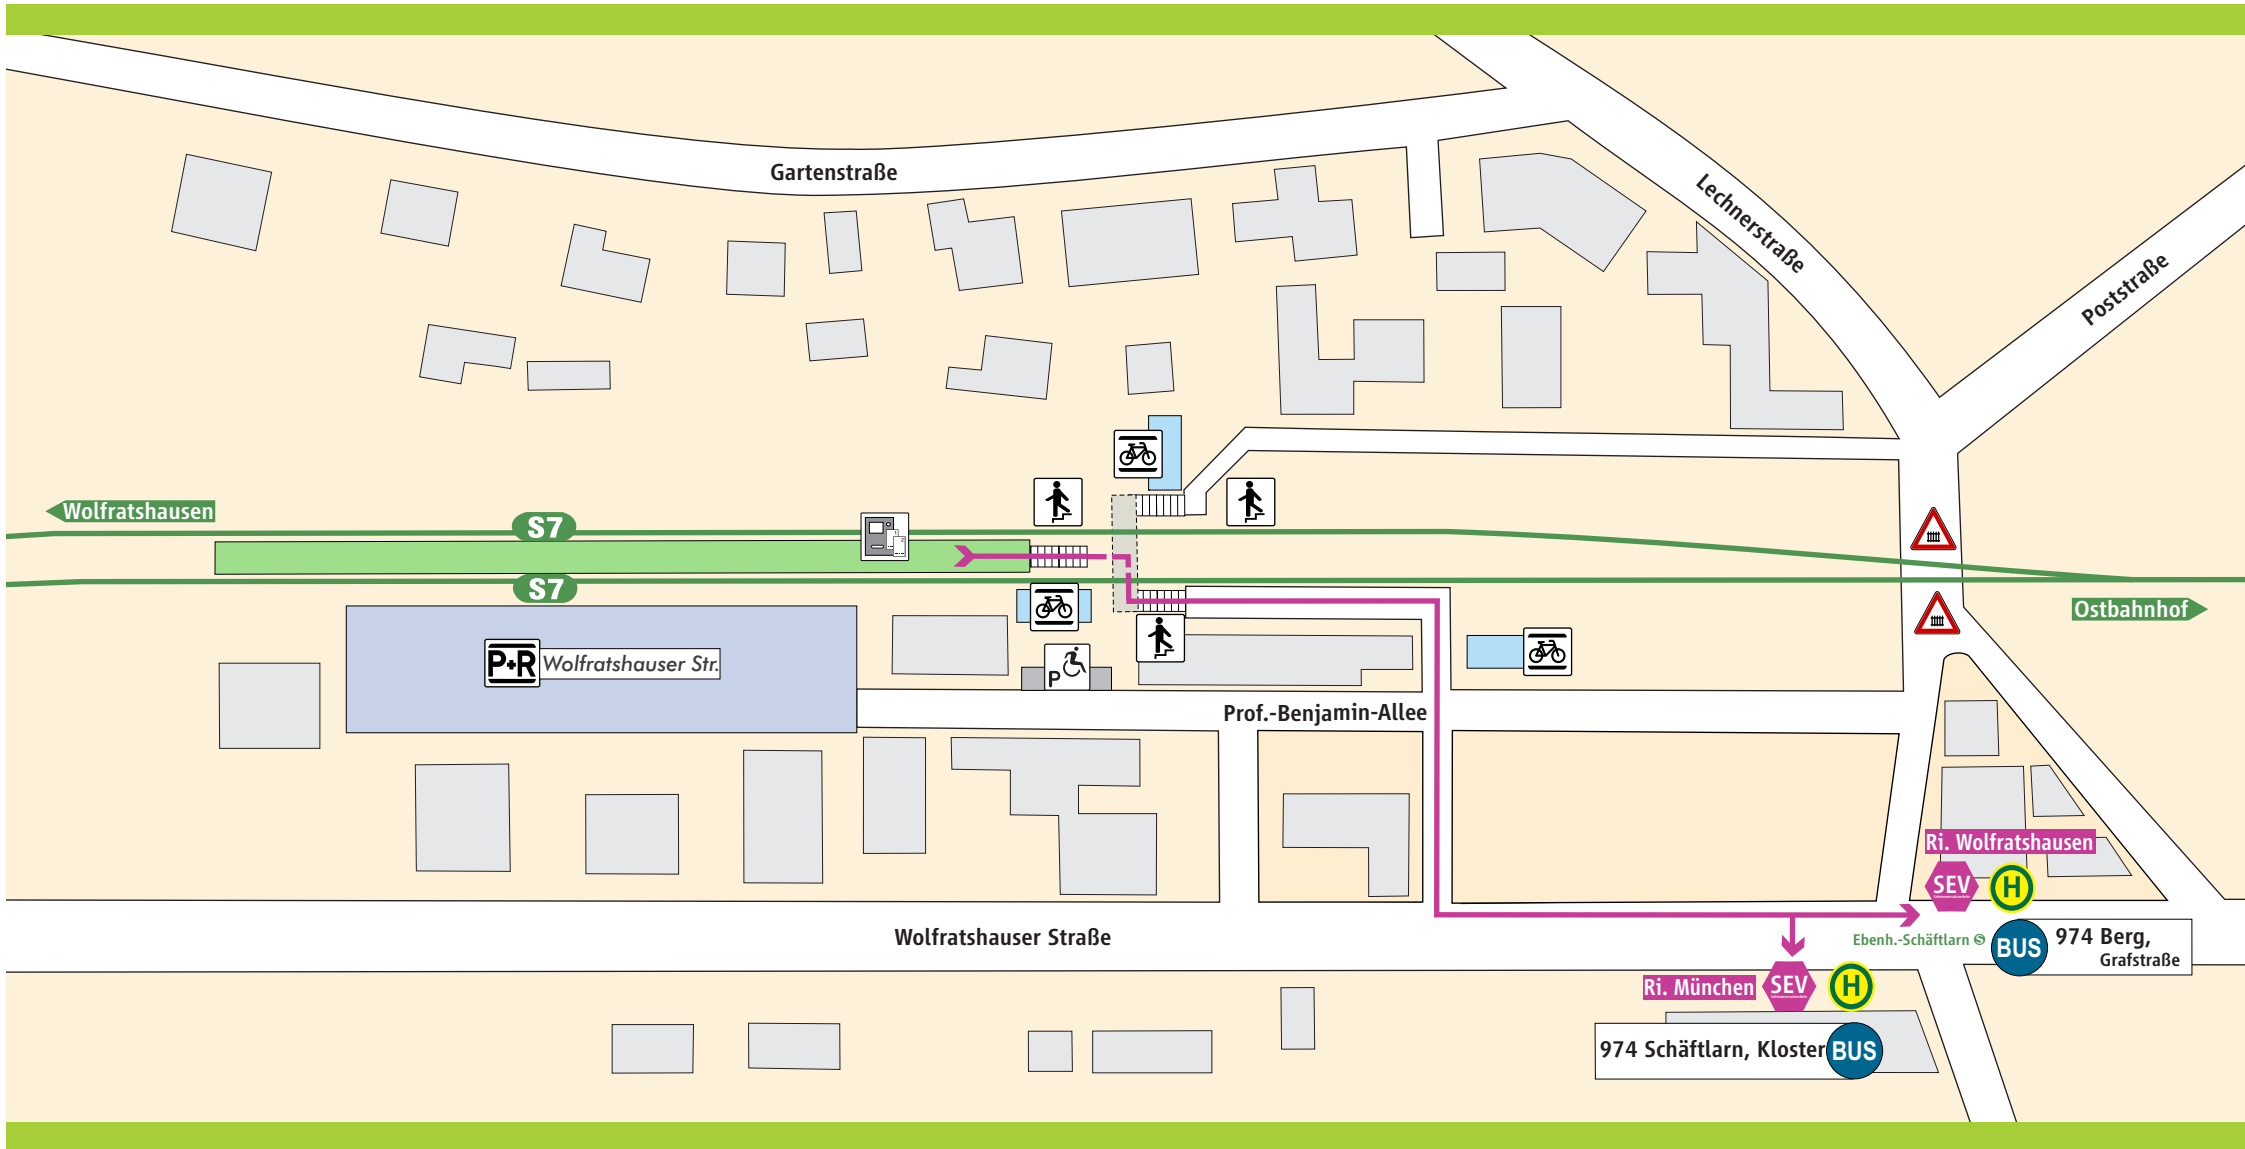 Gartenstraße
Lechnerstraße
Poststraße
Wolfratshausen
S7
S7
Ostbahnhof
P+R
Wolfratshauser Str.
P
Prof.-Benjamin-Allee
Ri. Wolfratshausen
SEV
H
Wolfratshauser Straße
Ebenh.-Schäftlarn S
BUS
974 Berg,
Grafstraße
Ri. München
SEV
H
974 Schäftlarn, Kloster
BUS